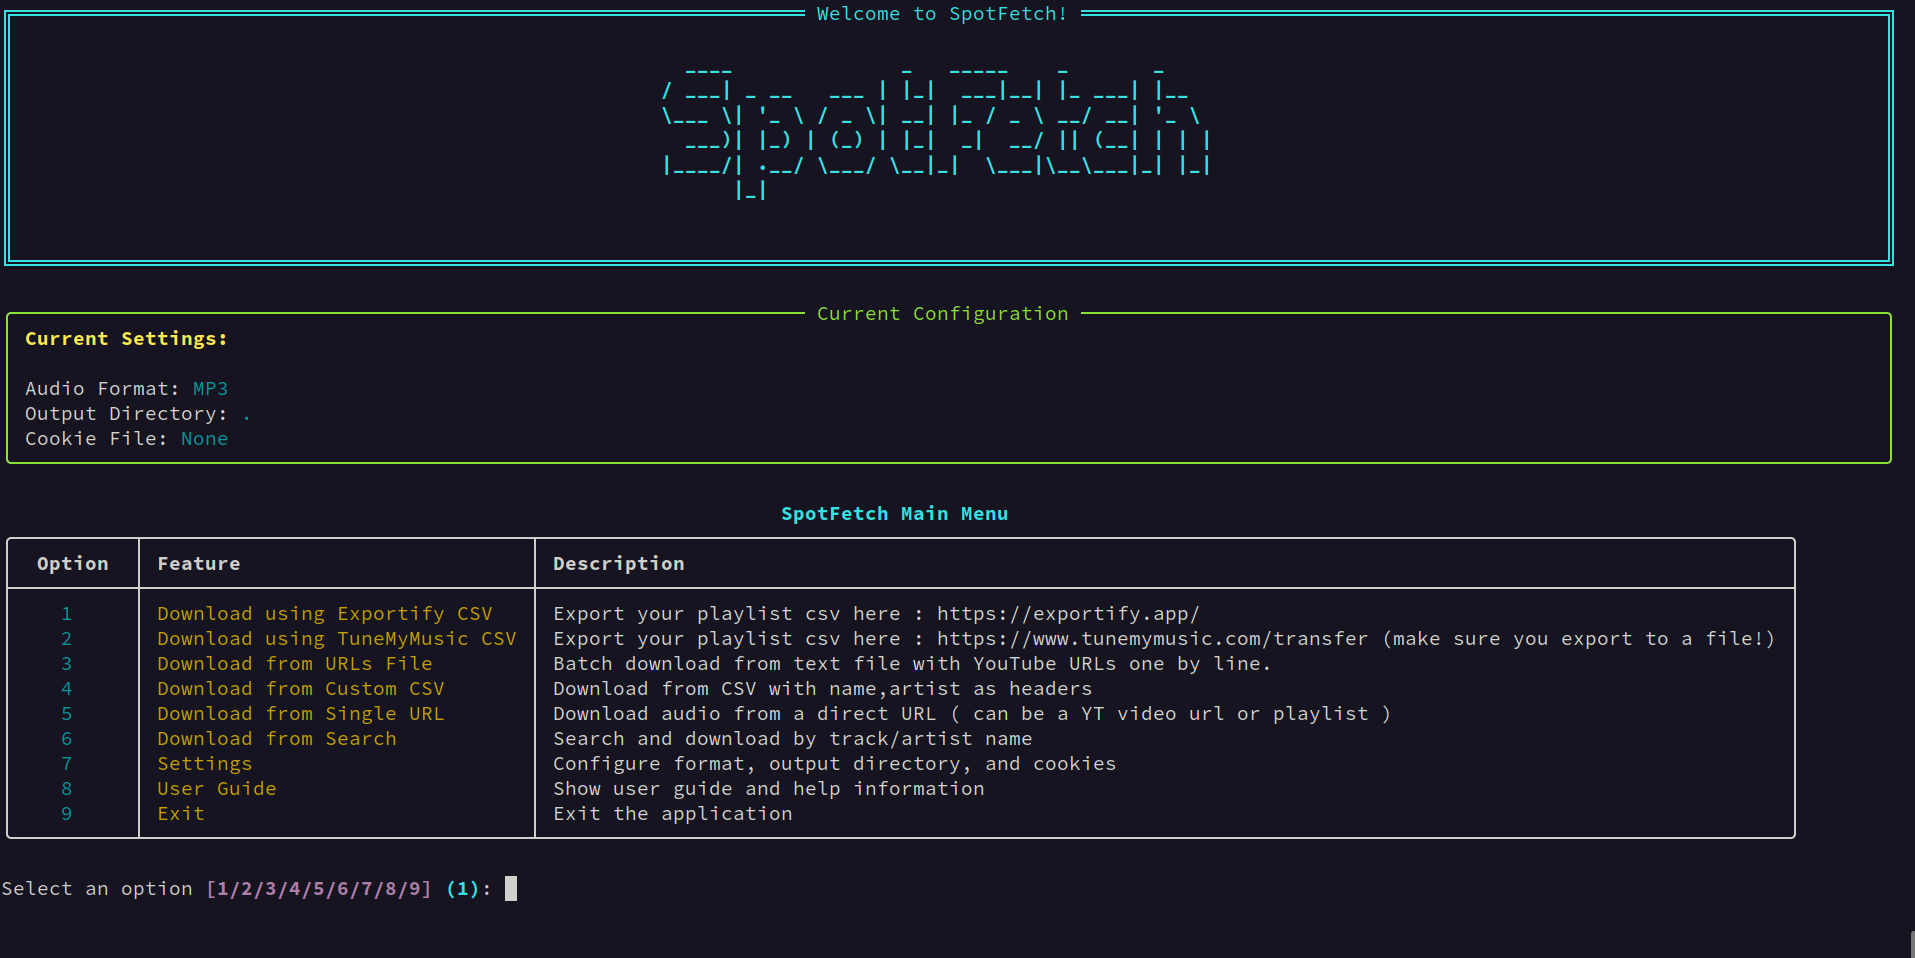 Welcome to SpotFetch!
SpotFetch
Current Configuration
Current Settings:
Audio Format: MP3
Output Directory: .
Cookie File: None
SpotFetch Main Menu
Option Feature Description
1 Download using Exportify CSV Export your playlist csv here : https://exportify.app/
2 Download using TuneMyMusic CSV Export your playlist csv here : https://www.tunemymusic.com/transfer (make sure you export to a file!)
3 Download from URLs File Batch download from text file with YouTube URLs one by line.
4 Download from Custom CSV Download from CSV with name,artist as headers
5 Download from Single URL Download audio from a direct URL ( can be a YT video url or playlist )
6 Download from Search Search and download by track/artist name
7 Settings Configure format, output directory, and cookies
8 User Guide Show user guide and help information
9 Exit Exit the application
Select an option [1/2/3/4/5/6/7/8/9] (1):